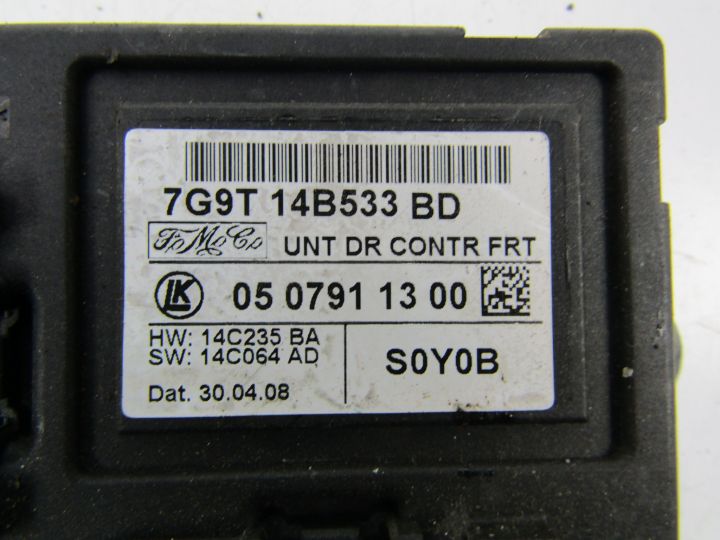 7G9T 14B533 BD
FoMoCo UNT DR CONTR FRT
LK 05 0791 13 00
HW: 14C235 BA
SW: 14C064 AD
S0Y0B
Dat. 30.04.08